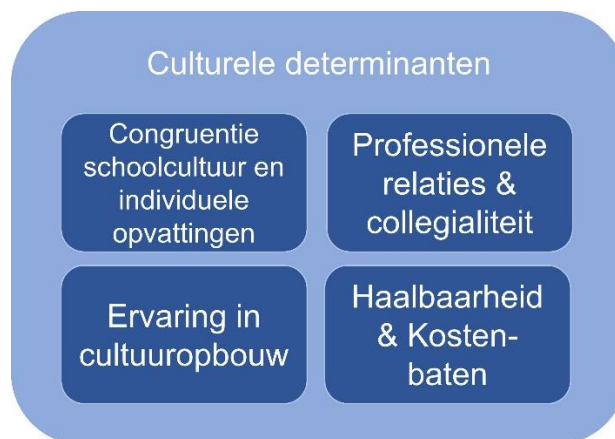 Culturele determinanten
Congruentie
schoolcultuur en
individuele
opvattingen
Professionele
relaties &
collegialiteit
Ervaring in
cultuuropbouw
Haalbaarheid
& Kosten-
baten